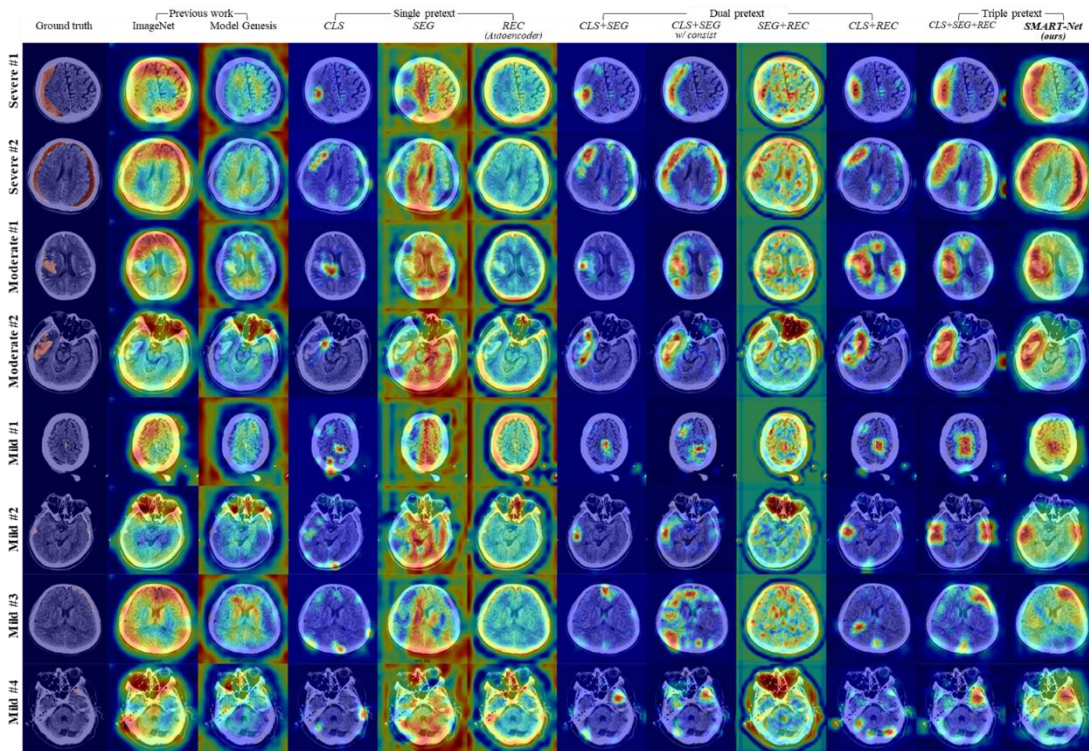 Previous work
Single pretext
Dual pretext
Triple pretext
Ground truth
ImageNet
Model Genesis
CLS
SEG
REC
(Autoencoder)
CLS+SEG
CLS+SEG
w/ consist
SEG+REC
CLS+REC
CLS+SEG+REC
SMART-Net
(ours)
Severe #1
Severe #2
Moderate #1
Moderate #2
Mild #1
Mild #2
Mild #3
Mild #4